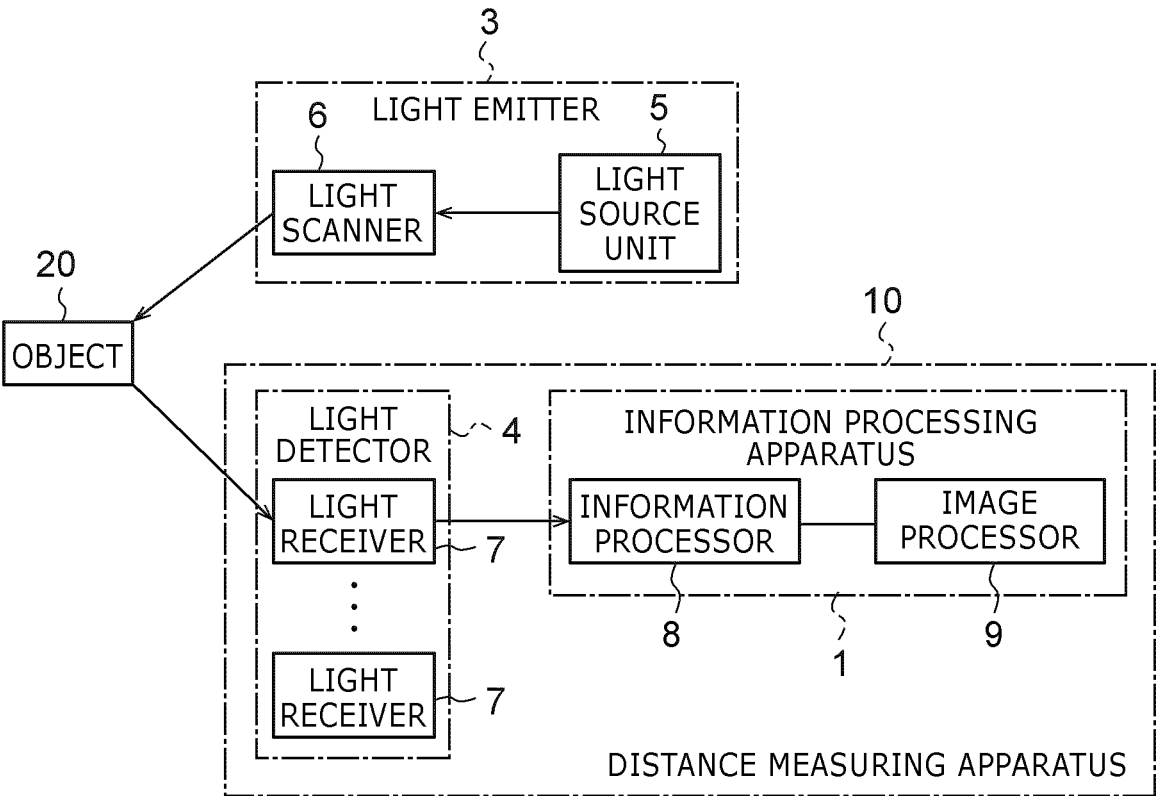 3
LIGHT EMITTER
6
5
LIGHT
SCANNER
LIGHT
SOURCE
UNIT
20
OBJECT
10
LIGHT
DETECTOR
4
INFORMATION PROCESSING
APPARATUS
LIGHT
RECEIVER
7
INFORMATION
PROCESSOR
IMAGE
PROCESSOR
8
9
1
LIGHT
RECEIVER
7
DISTANCE MEASURING APPARATUS